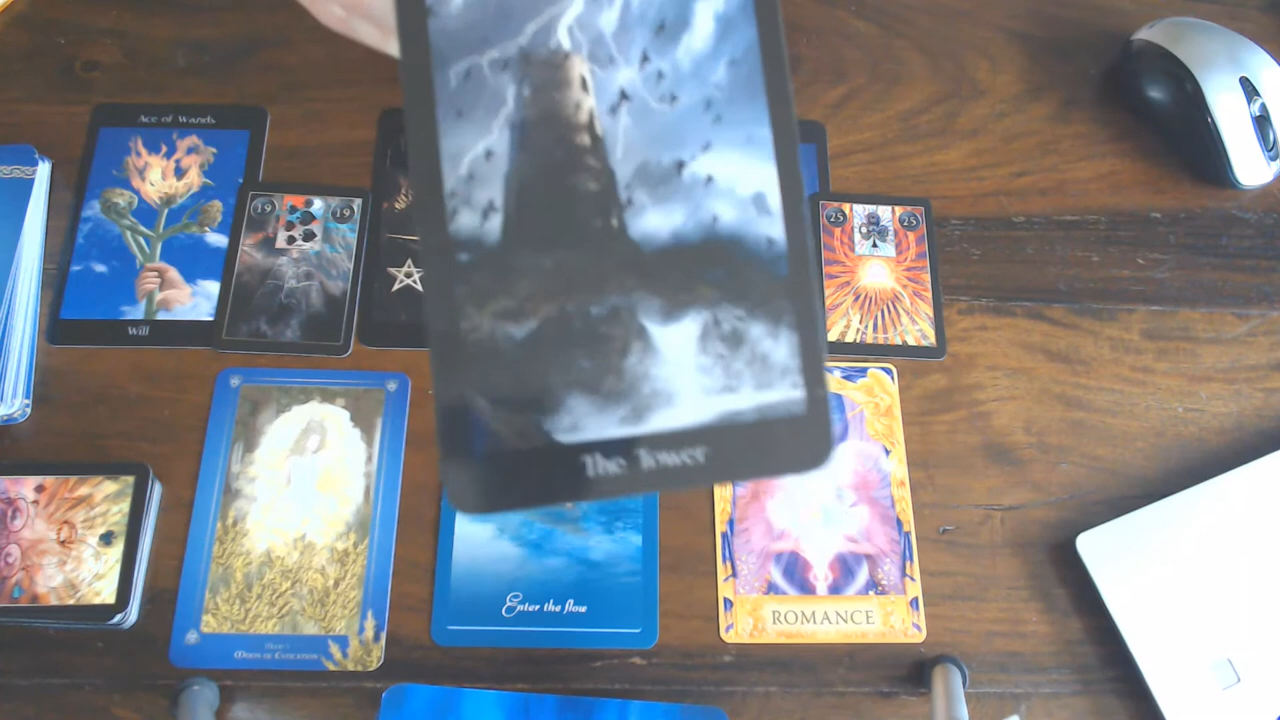 Ace of Wands
19 19
25 25
Will
The Tower
Enter the flow
ROMANCE